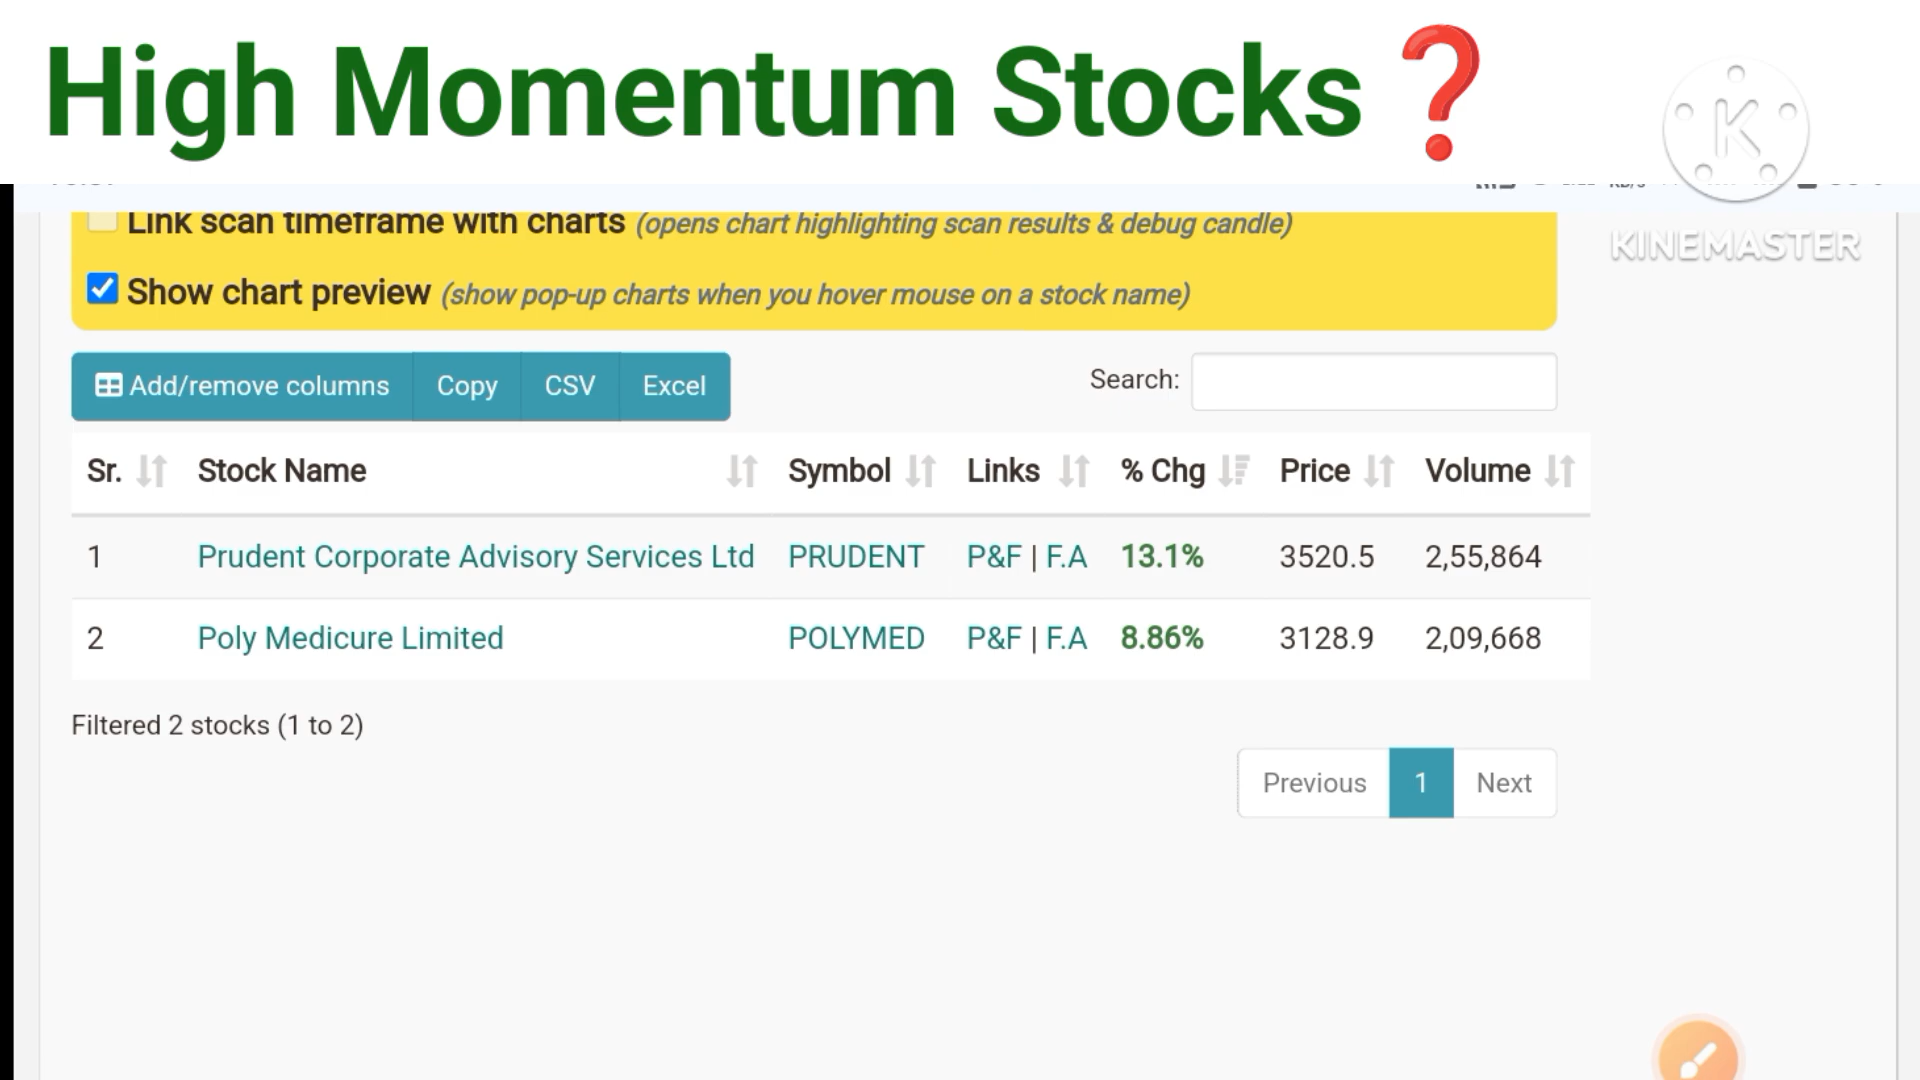 High Momentum Stocks❓
K
KINEMASTER
Link scan timeframe with charts (opens chart highlighting scan results & debug candle)
Show chart preview (show pop-up charts when you hover mouse on a stock name)
Add/remove columns Copy CSV Excel Search:
Sr. Stock Name Symbol Links % Chg Price Volume
1 Prudent Corporate Advisory Services Ltd PRUDENT P&F | F.A 13.1% 3520.5 2,55,864
2 Poly Medicure Limited POLYMED P&F | F.A 8.86% 3128.9 2,09,668
Filtered 2 stocks (1 to 2)
Previous 1 Next